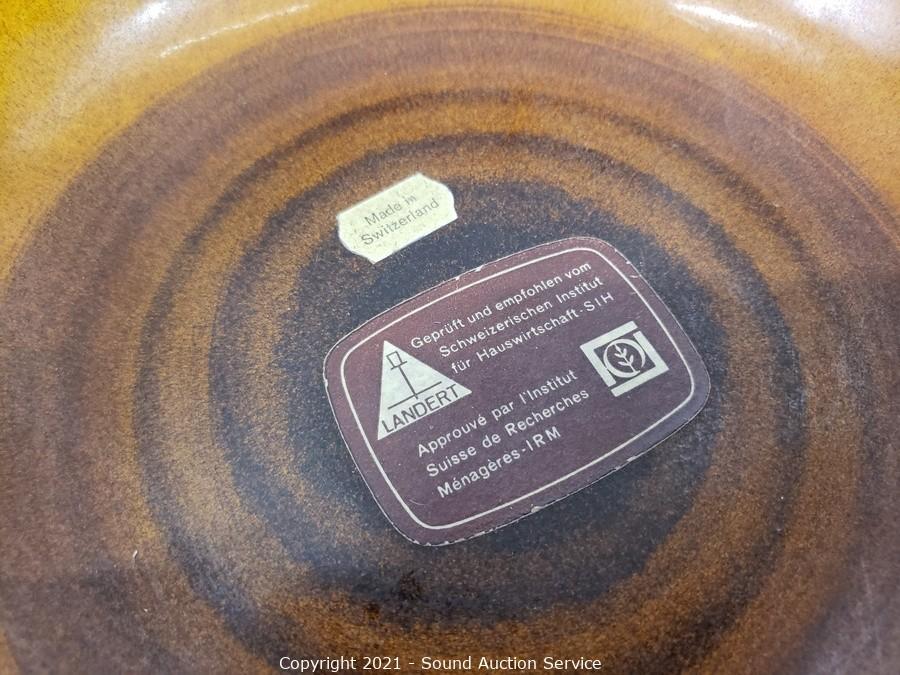 Made in
Switzerland
Geprüft und empfohlen vom
Schweizerischen Institut
für Hauswirtschaft-SIH
LANDERT
Approuvé par l'Institut
Suisse de Recherches
Ménagères-IRM
Copyright 2021 - Sound Auction Service